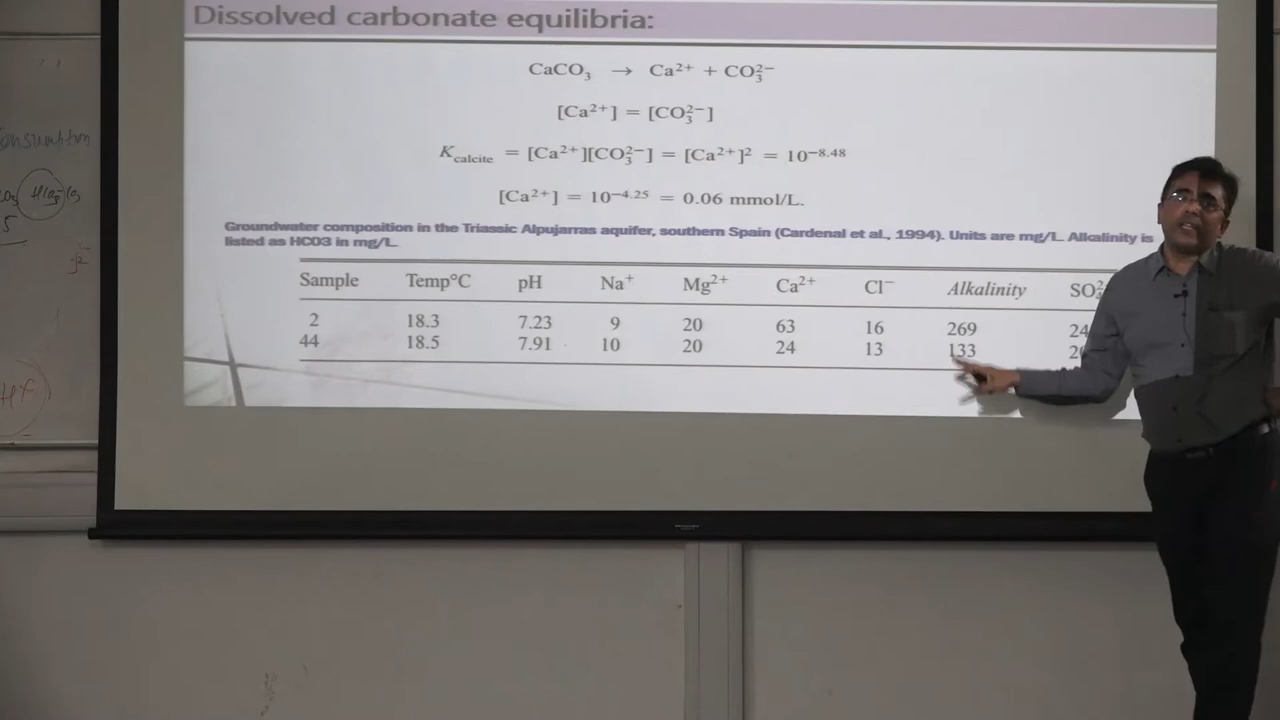 Dissolved carbonate equilibria:
CaCO₃ → Ca²⁺ + CO₃²⁻
[Ca²⁺] = [CO₃²⁻]
K calcite = [Ca²⁺][CO₃²⁻] = [Ca²⁺]² = 10⁻⁸·⁴⁸
[Ca²⁺] = 10⁻⁴·²⁵ = 0.06 mmol/L.
Groundwater composition in the Triassic Alpujarras aquifer, southern Spain (Cardenal et al., 1994). Units are mg/L. Alkalinity is
listed as HC03 in mg/L
Sample Temp°C pH Na⁺ Mg²⁺ Ca²⁺ Cl⁻ Alkalinity
2 18.3 7.23 9 20 63 16 269 24
44 18.5 7.91 10 20 24 13 133